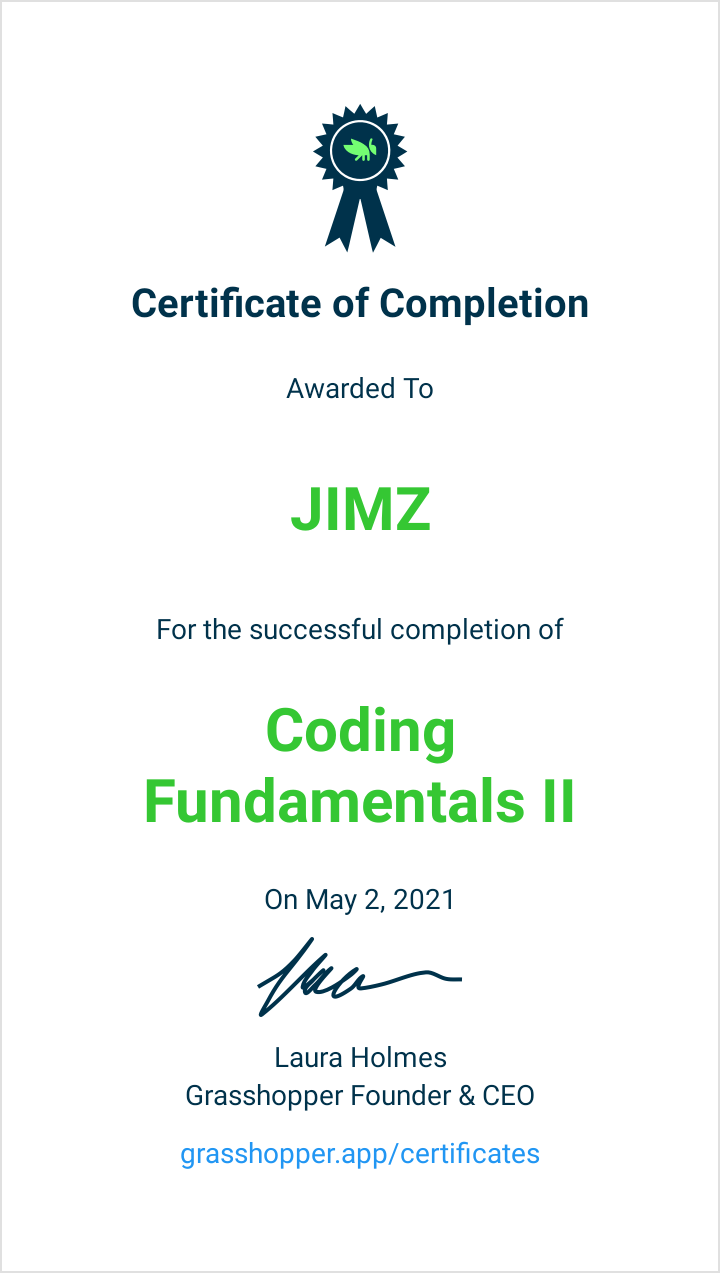 Certificate of Completion
Awarded To
JIMZ
For the successful completion of
Coding
Fundamentals II
On May 2, 2021
Laura Holmes
Grasshopper Founder & CEO
grasshopper.app/certificates